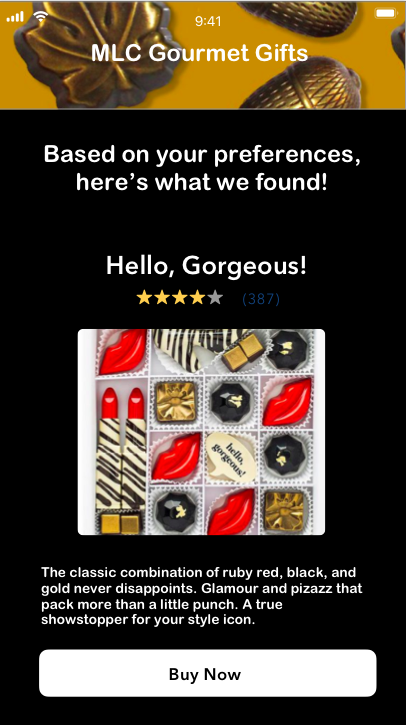 9:41
MLC Gourmet Gifts
Based on your preferences,
here’s what we found!
Hello, Gorgeous!
(387)
hello,
gorgeous!
The classic combination of ruby red, black, and
gold never disappoints. Glamour and pizazz that
pack more than a little punch. A true
showstopper for your style icon.
Buy Now